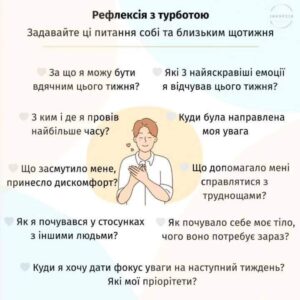 Рефлексія з турботою
Задавайте ці питання собі та близьким щотижня
За що я можу бути
вдячним цього тижня?
Які 3 найяскравіші емоції
я відчував цього тижня?
З ким і де я провів
найбільше часу?
Куди була направлена
моя увага
Що засмутило мене,
принесло дискомфорт?
Що допомагало мені
справлятися з
труднощами?
Як я почувався у стосунках
з іншими людьми?
Як почувало себе моє тіло,
чого воно потребує зараз?
Куди я хочу дати фокус уваги на наступний тиждень?
Які мої пріорітети?